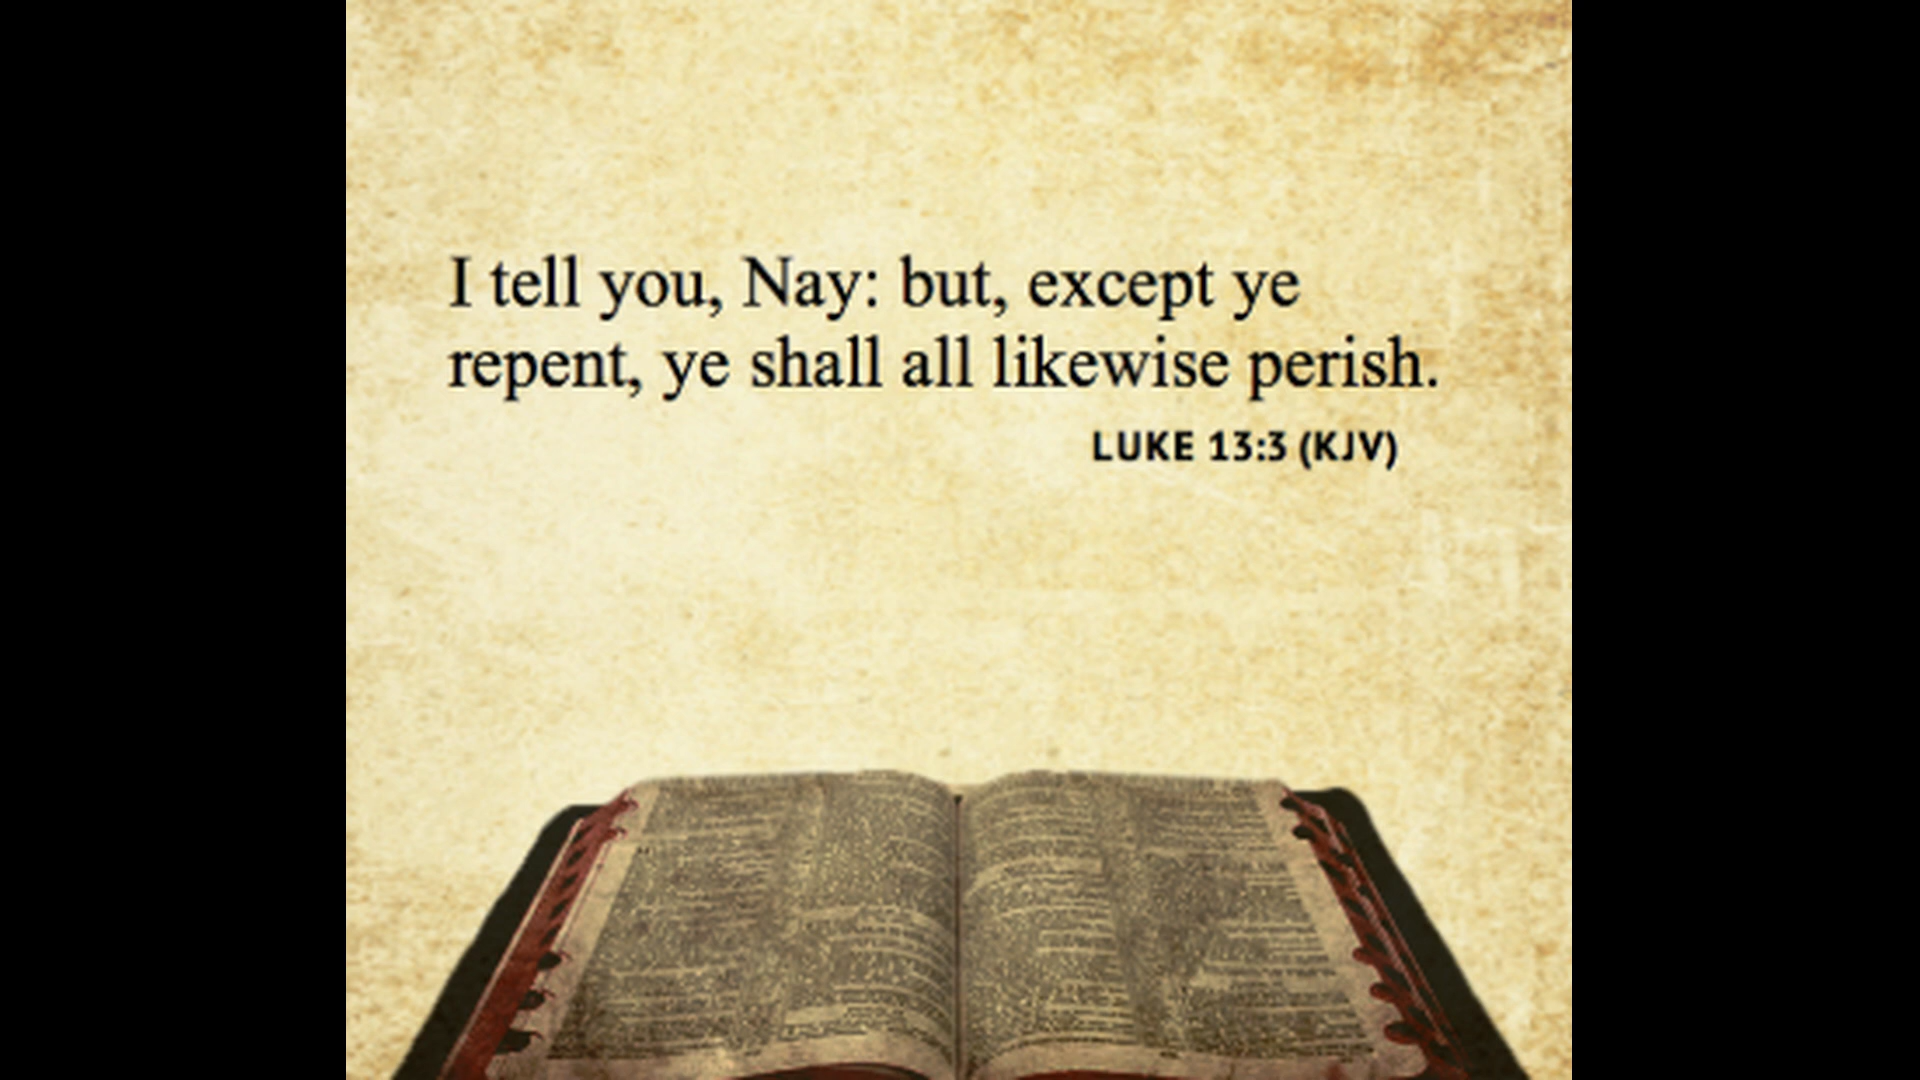 I tell you, Nay: but, except ye
repent, ye shall all likewise perish.
LUKE 13:3 (KJV)